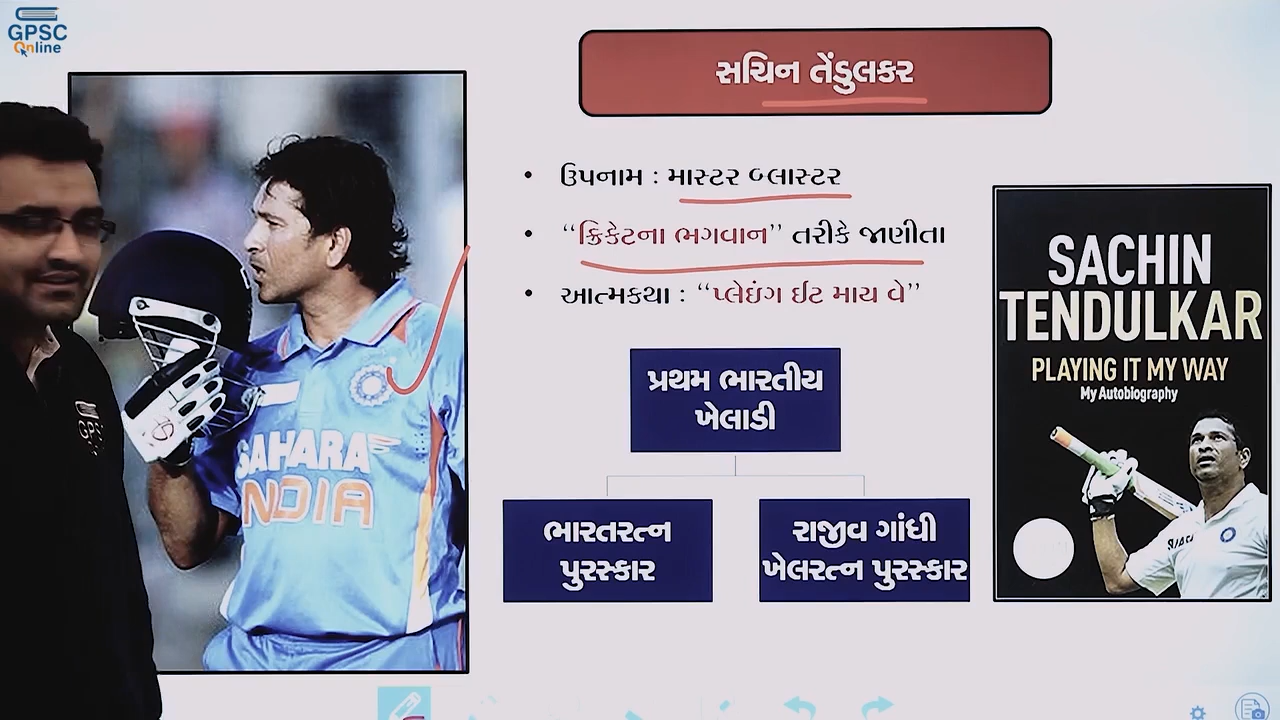 GPSC
Online
સચિન તેંડુલકર
• ઉપનામ : માસ્ટર બ્લાસ્ટર
• “ક્રિકેટના ભગવાન” તરીકે જાણીતા
• આત્મકથા : “પ્લેઇંગ ઈટ માય વે”
પ્રથમ ભારતીય
ખેલાડી
ભારતરત્ન
પુરસ્કાર
રાજીવ ગાંધી
ખેલરત્ન પુરસ્કાર
SAHARA
INDIA
SACHIN
TENDULKAR
PLAYING IT MY WAY
My Autobiography